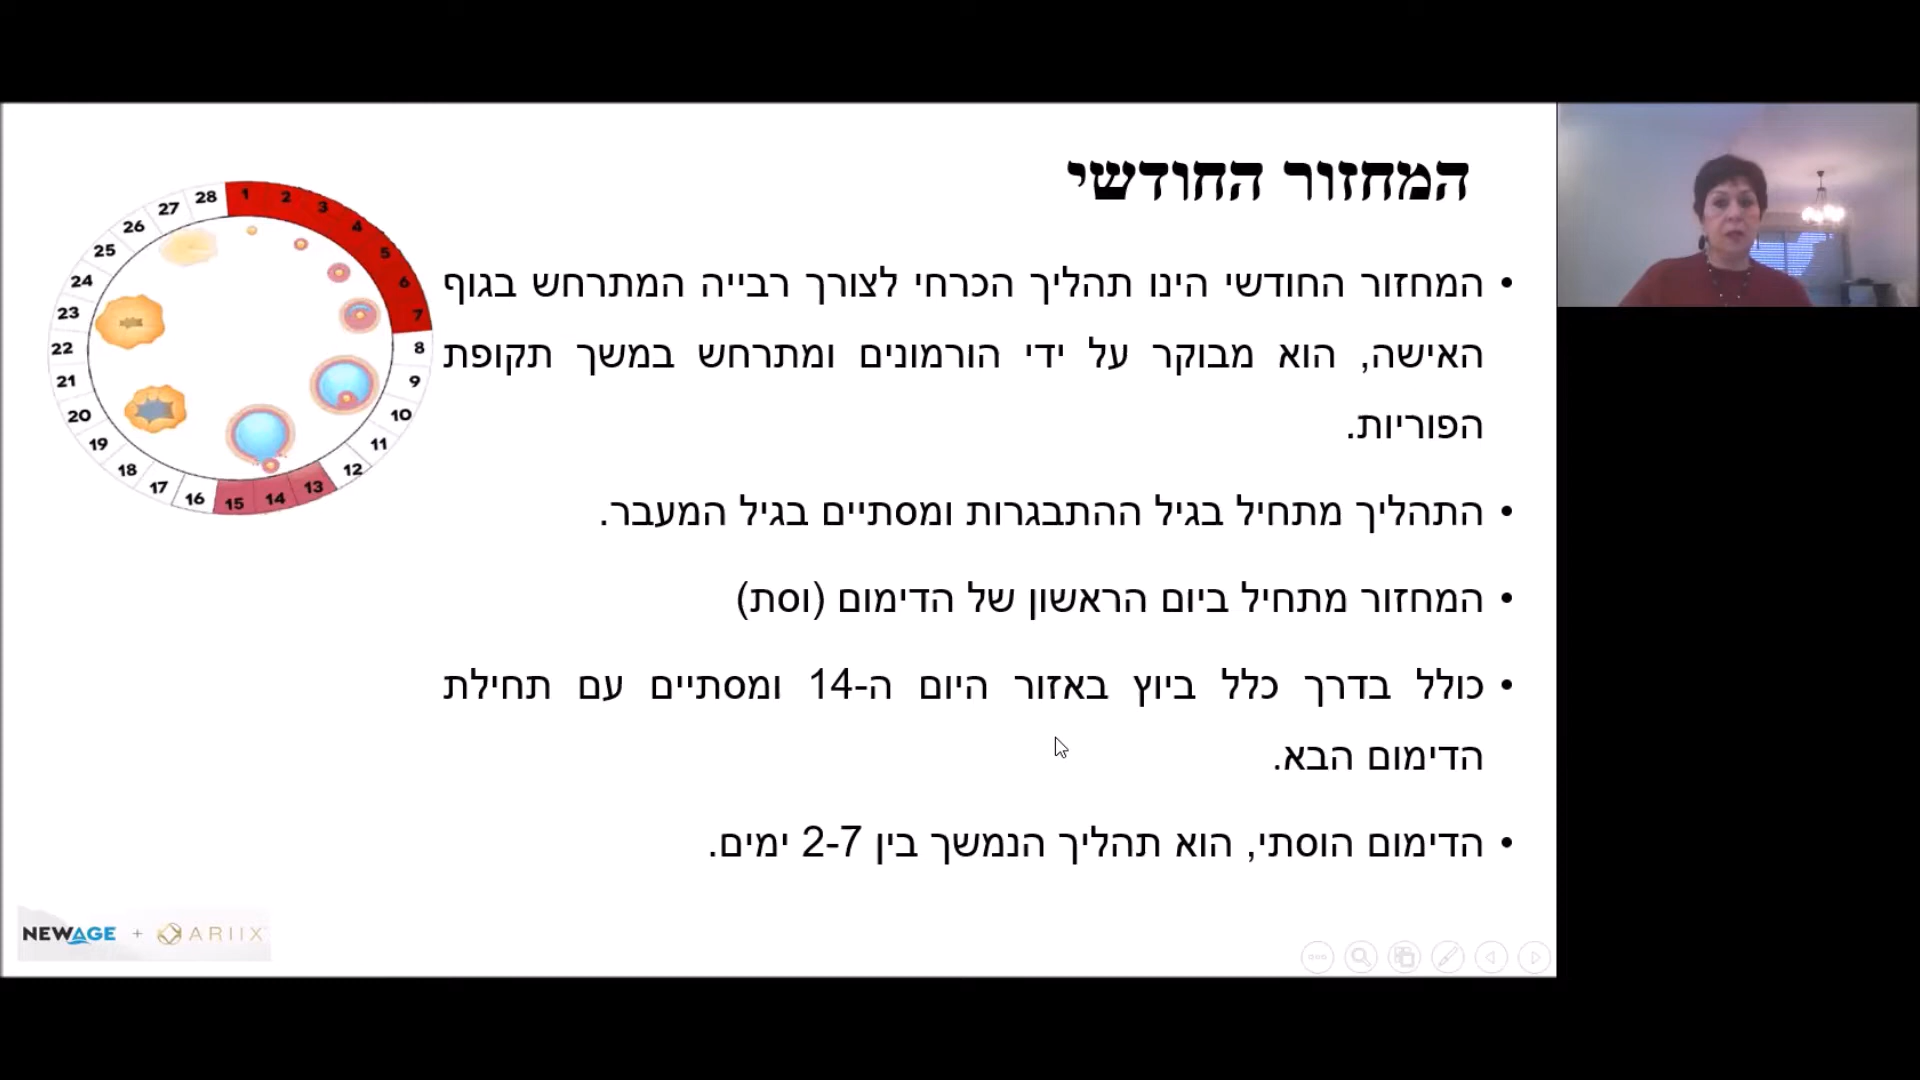 המחזור החודשי
• המחזור החודשי הינו תהליך הכרחי לצורך רבייה המתרחש בגוף
האישה, הוא מבוקר על ידי הורמונים ומתרחש במשך תקופת
הפוריות.
• התהליך מתחיל בגיל ההתבגרות ומסתיים בגיל המעבר.
• המחזור מתחיל ביום הראשון של הדימום (וסת)
• כולל בדרך כלל ביוץ באזור היום ה-14 ומסתיים עם תחילת
הדימום הבא.
• הדימום הוסתי, הוא תהליך הנמשך בין 2-7 ימים.
1
2
3
4
5
6
7
8
9
10
11
12
13
14
15
16
17
18
19
20
21
22
23
24
25
26
27
28
NEWAGE + ARIIX